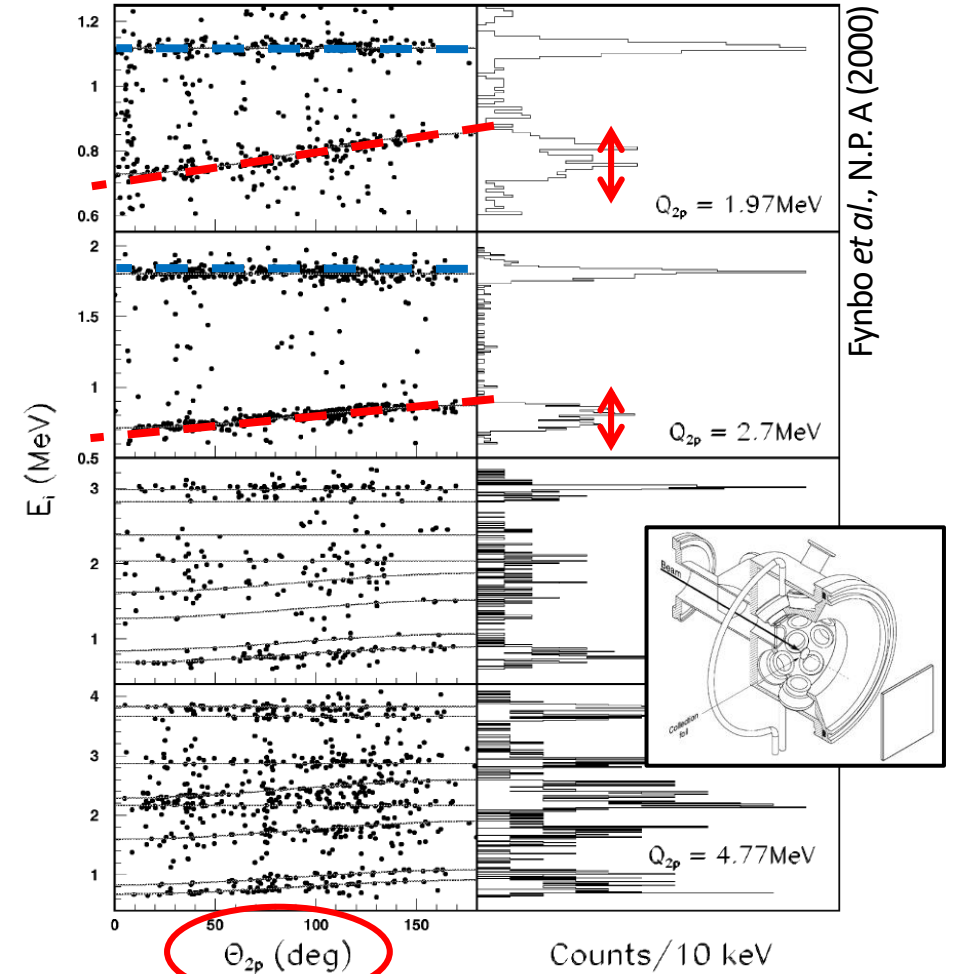 Fynbo et al., N.P. A (2000)
1.2
1
0.8
0.6
Q2p = 1.97MeV
2
1.5
1
0.5
Q2p = 2.7MeV
Ei (MeV)
3
2
1
Beam
Collection
foil
4
3
2
1
Q2p = 4.77MeV
0 50 100 150
Θ2p (deg)
Counts/10 keV